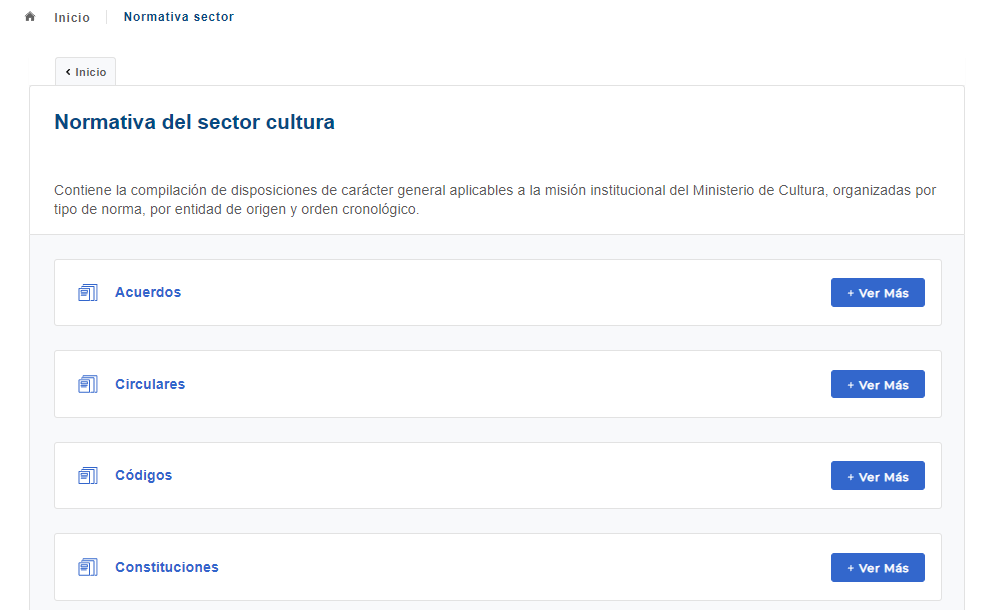 Inicio Normativa sector
‹ Inicio
Normativa del sector cultura
Contiene la compilación de disposiciones de carácter general aplicables a la misión institucional del Ministerio de Cultura, organizadas por
tipo de norma, por entidad de origen y orden cronológico.
Acuerdos + Ver Más
Circulares + Ver Más
Códigos + Ver Más
Constituciones + Ver Más